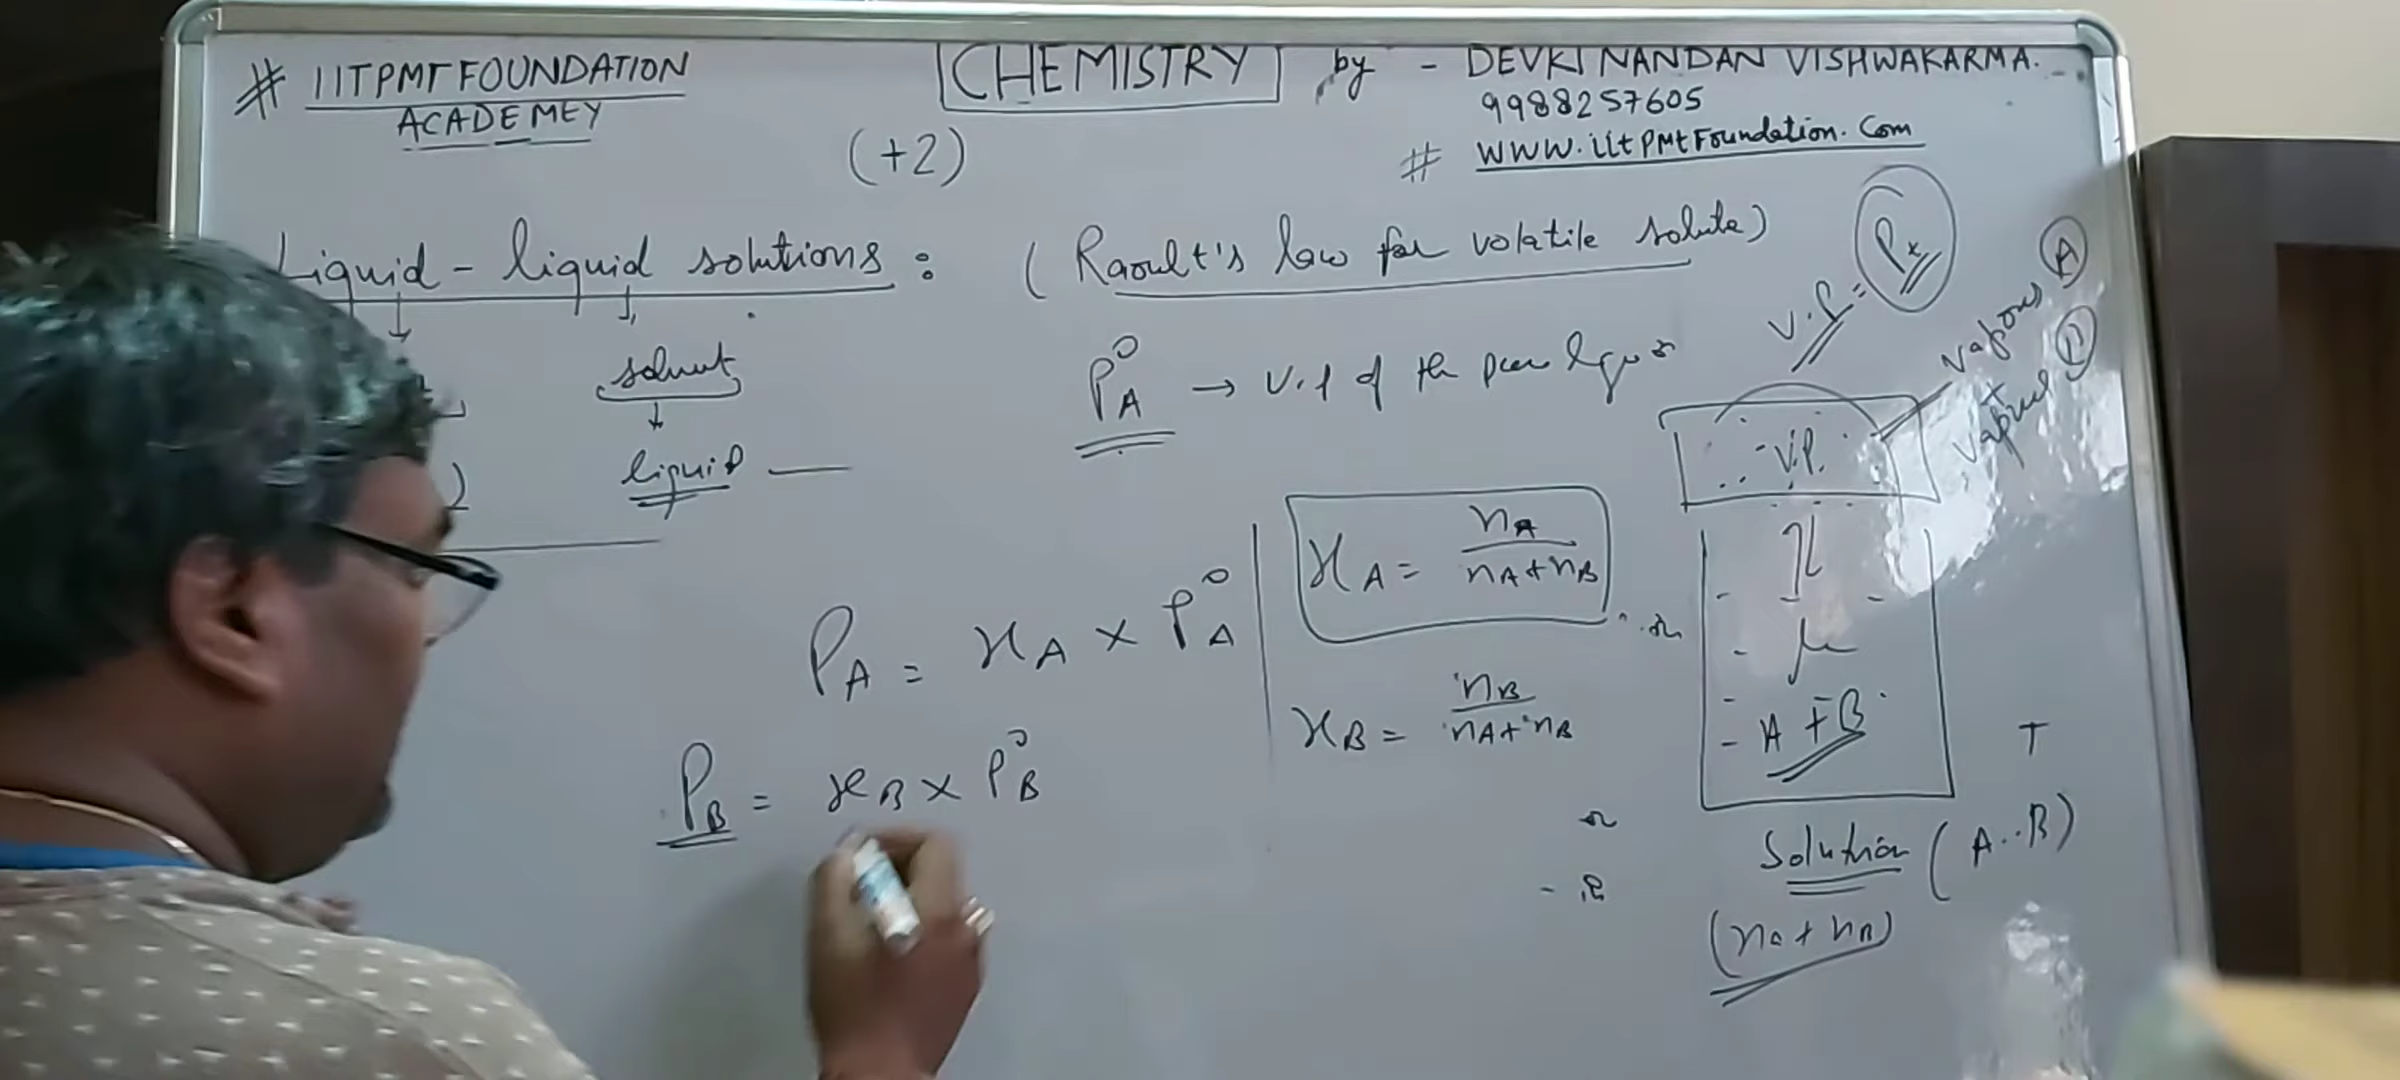 # IITPMT FOUNDATION
ACADEMEY
CHEMISTRY by - DEVKI NANDAN VISHWAKARMA.
9988257605
# WWW.iitPMtFoundation.Com
(+2)
Liquid - liquid solutions : (Raoult's law for volatile solute)
solvent
liquid
P°A → V.P of the pure
V.P = Px
vapours A
+
vapours B
V.P.
xA = nA / (nA + nB)
PA = xA × P°A
xB = nB / (nA + nB)
PB = xB × P°B
A + B
T
Solution (A..B)
(nA + nB)